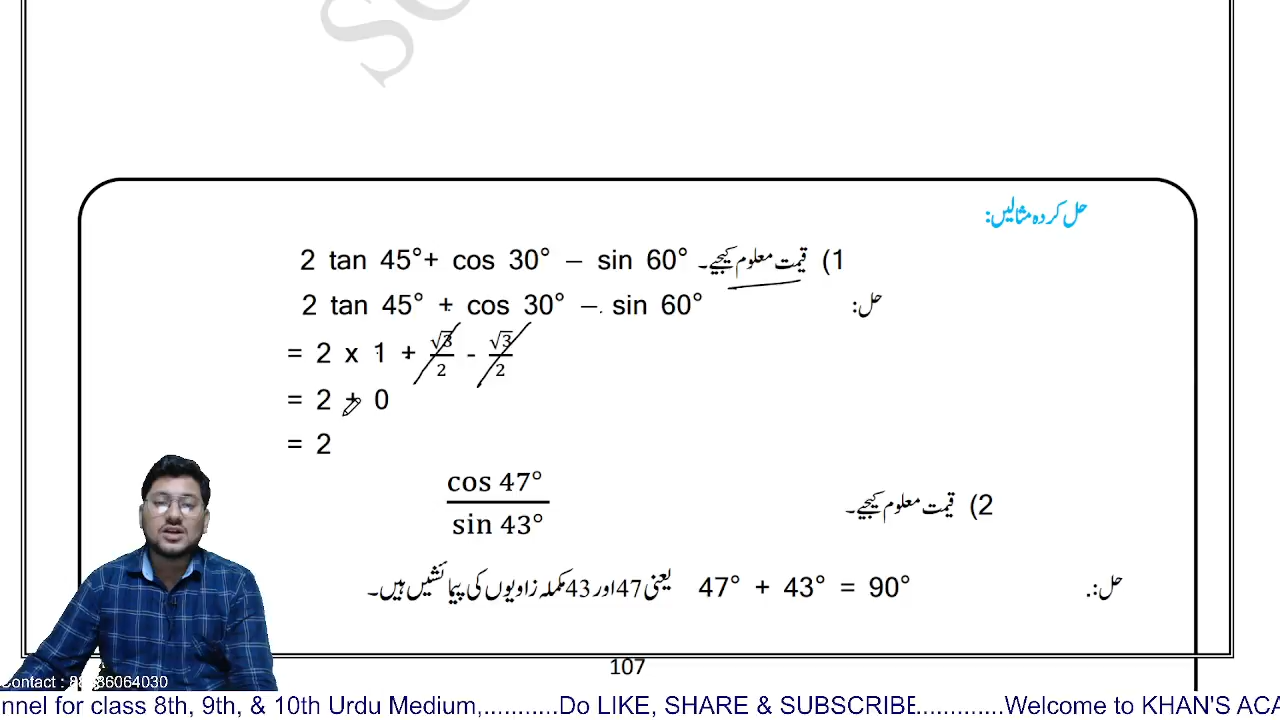 حل کردہ مثالیں:
1) قیمت معلوم کیجیے۔ 2 tan 45°+ cos 30° – sin 60°
حل: 2 tan 45° + cos 30° – sin 60°
= 2 x 1 + √3/2 - √3/2
= 2 + 0
= 2
2) قیمت معلوم کیجیے۔ cos 47° / sin 43°
حل:. 47° + 43° = 90° یعنی 47 اور 43 مکملہ زاویوں کی پیمائشیں ہیں۔
107
Contact : 86060
nnel for class 8th, 9th, & 10th Urdu Medium,...........Do LIKE, SHARE & SUBSCRIBE.............Welcome to KHAN'S ACA